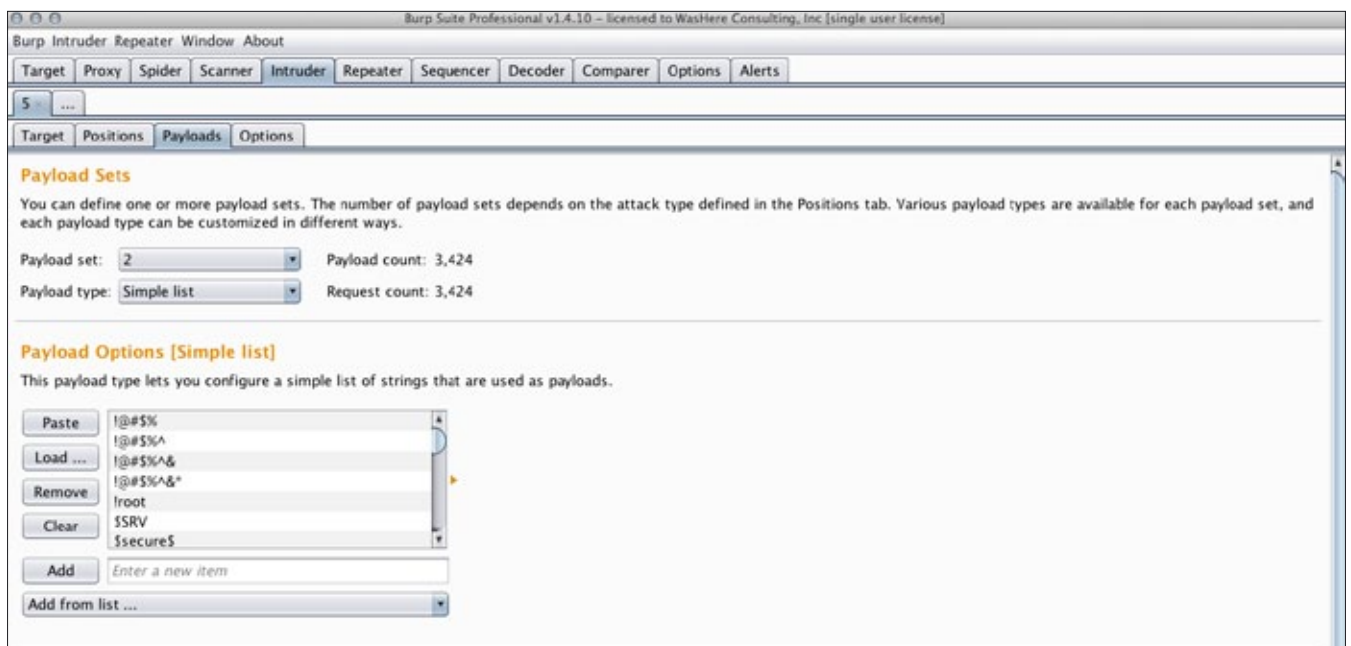 Burp Suite Professional v1.4.10 – licensed to WasHere Consulting, Inc [single user license]
Burp Intruder Repeater Window About
Target Proxy Spider Scanner Intruder Repeater Sequencer Decoder Comparer Options Alerts
5 ...
Target Positions Payloads Options
Payload Sets
You can define one or more payload sets. The number of payload sets depends on the attack type defined in the Positions tab. Various payload types are available for each payload set, and
each payload type can be customized in different ways.
Payload set: 2 Payload count: 3,424
Payload type: Simple list Request count: 3,424
Payload Options [Simple list]
This payload type lets you configure a simple list of strings that are used as payloads.
Paste
Load ...
Remove
Clear
!@#$%
!@#$%^
!@#$%^&
!@#$%^&*
!root
$SRV
$secure$
Add Enter a new item
Add from list ...